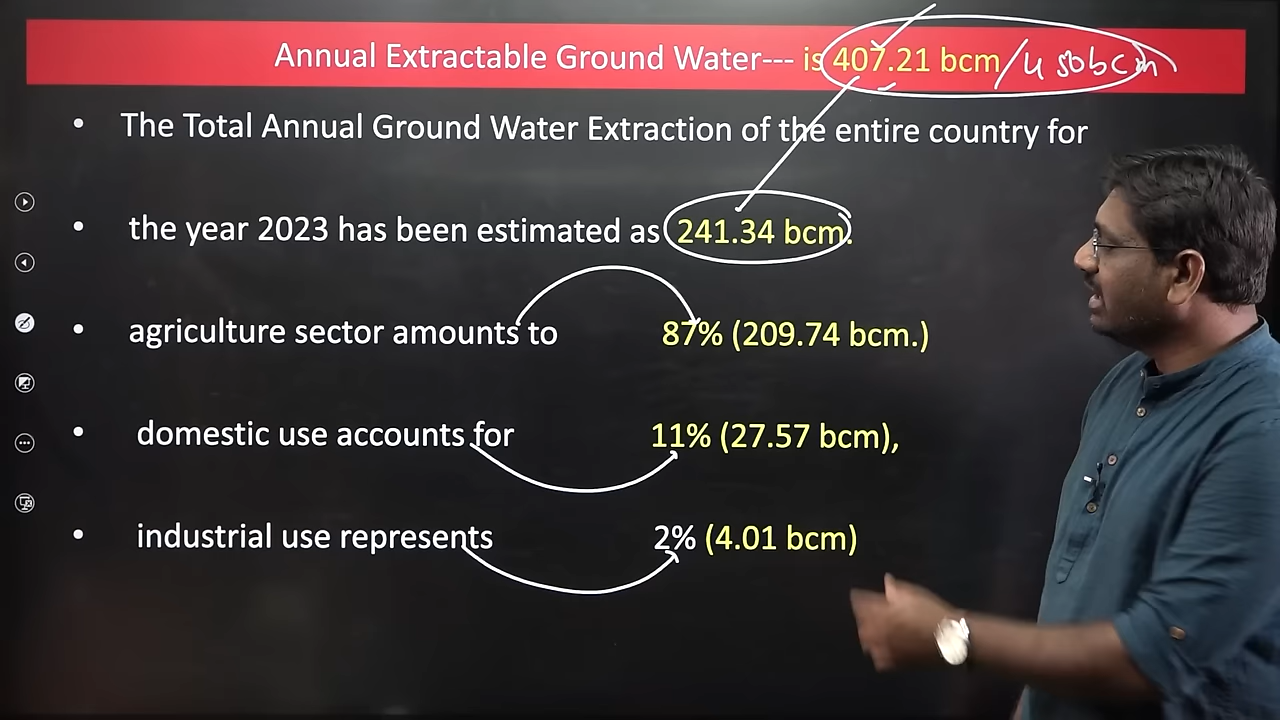 Annual Extractable Ground Water--- is 407.21 bcm / 450bcm
• The Total Annual Ground Water Extraction of the entire country for
• the year 2023 has been estimated as 241.34 bcm.
• agriculture sector amounts to 87% (209.74 bcm.)
• domestic use accounts for 11% (27.57 bcm),
• industrial use represents 2% (4.01 bcm)